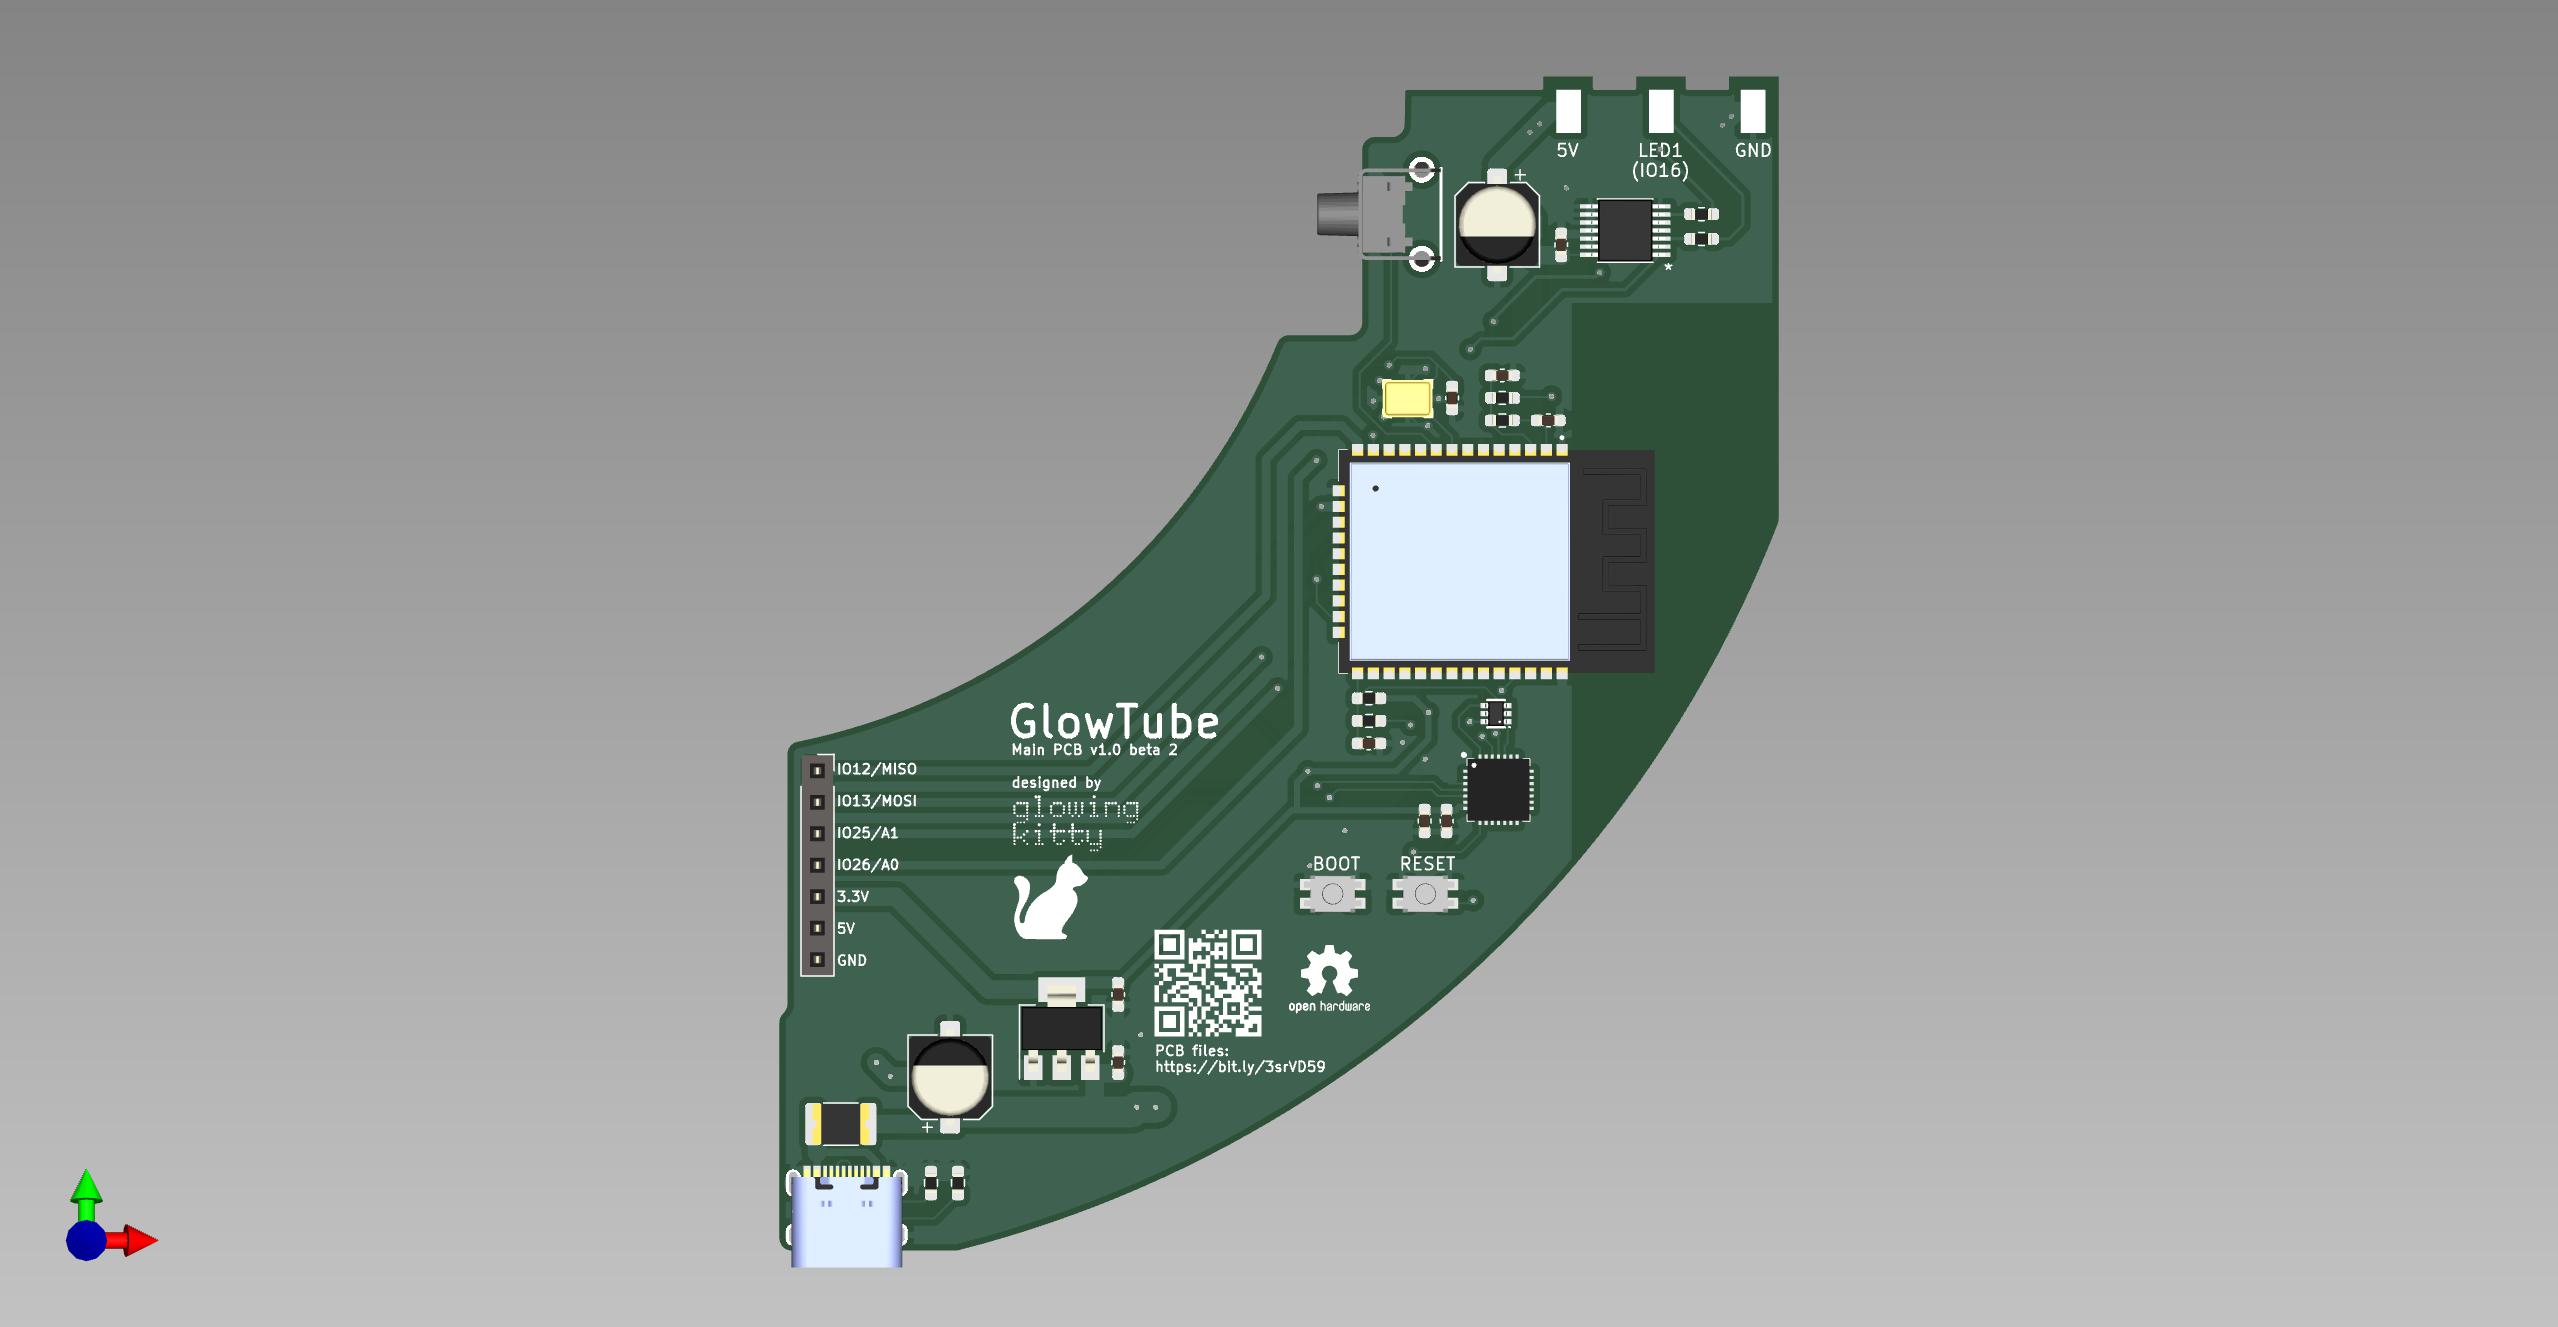 5V
LED1
(IO16)
GND
+
*
GlowTube
Main PCB v1.0 beta 2
designed by
glowing
kitty
IO12/MISO
IO13/MOSI
IO25/A1
IO26/A0
3.3V
5V
GND
BOOT
RESET
open hardware
PCB files:
https://bit.ly/3srVD59
+